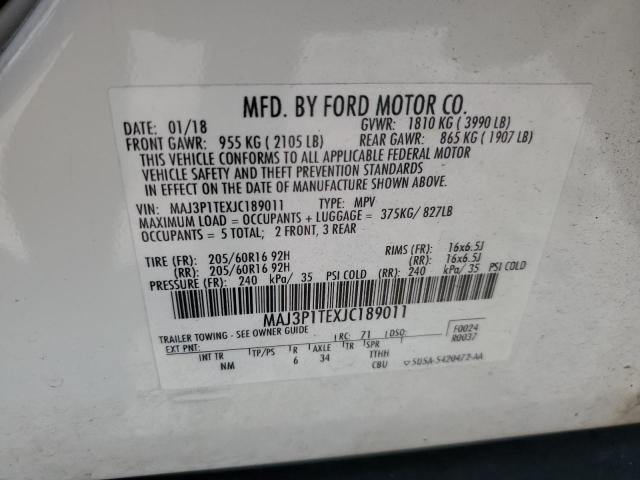 MFD. BY FORD MOTOR CO.
DATE: 01/18 GVWR: 1810 KG ( 3990 LB)
FRONT GAWR: 955 KG ( 2105 LB) REAR GAWR: 865 KG ( 1907 LB)
THIS VEHICLE CONFORMS TO ALL APPLICABLE FEDERAL MOTOR
VEHICLE SAFETY AND THEFT PREVENTION STANDARDS
IN EFFECT ON THE DATE OF MANUFACTURE SHOWN ABOVE.
VIN: MAJ3P1TEXJC189011 TYPE: MPV
MAXIMUM LOAD = OCCUPANTS + LUGGAGE = 375KG/ 827LB
OCCUPANTS = 5 TOTAL; 2 FRONT, 3 REAR
TIRE (FR): 205/60R16 92H RIMS (FR): 16x6.5J
(RR): 205/60R16 92H (RR): 16x6.5J
PRESSURE (FR): 240 kPa/ 35 PSI COLD (RR): 240 kPa/ 35 PSI COLD
MAJ3P1TEXJC189011
TRAILER TOWING - SEE OWNER GUIDE RC: 71 DSO: F0024
EXT PNT: R0037
INT TR TP/PS R AXLE TR SPR
NM 6 34 TTHH
CBU 5U5A-5420472-AA